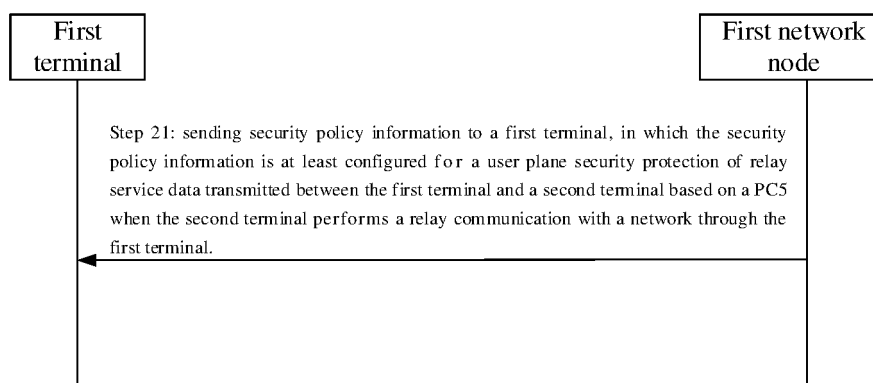 First
terminal
First network
node
Step 21: sending security policy information to a first terminal, in which the security
policy information is at least configured for a user plane security protection of relay
service data transmitted between the first terminal and a second terminal based on a PC5
when the second terminal performs a relay communication with a network through the
first terminal.